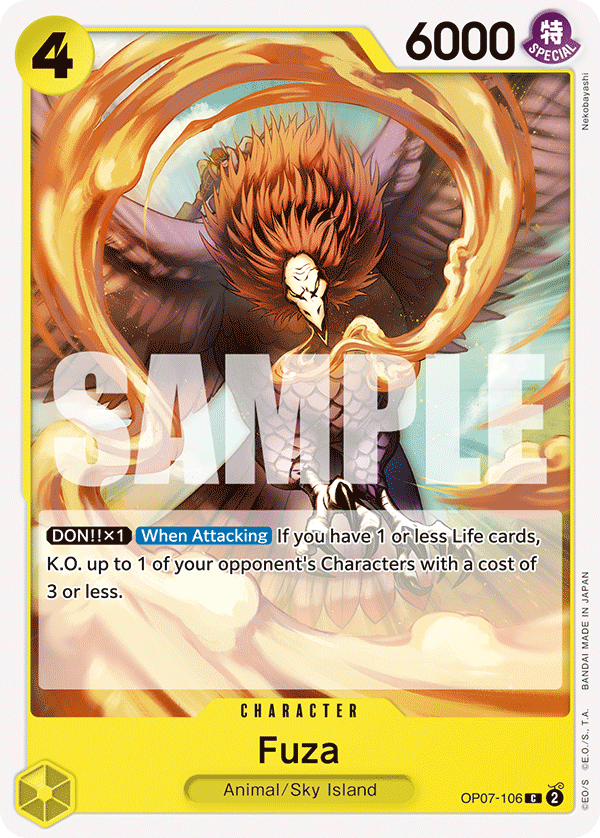 4
6000
特
SPECIAL
Nekobayashi
SAMPLE
DON!!×1 When Attacking If you have 1 or less Life cards,
K.O. up to 1 of your opponent's Characters with a cost of
3 or less.
CHARACTER
Fuza
Animal/Sky Island
OP07-106 C 2
©EO/S ©E.O./S., T.A. BANDAI MADE IN JAPAN